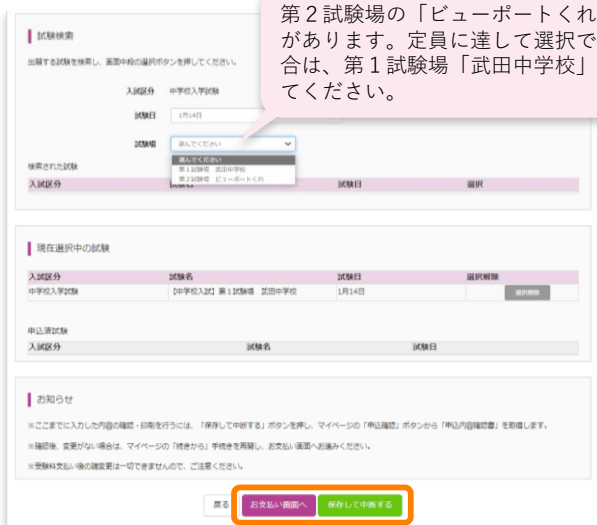 第２試験場の「ビューポートくれ
があります。定員に達して選択で
合は、第１試験場「武田中学校」
てください。
試験検索
出願する試験を検索し、画面中段の選択ボタンを押してください。
入試区分 中学校入学試験
試験日 1月14日
試験場 選んでください
選んでください
第１試験場 武田中学校
第２試験場 ビューポートくれ
検索された試験
入試区分 試験日 選択
現在選択中の試験
入試区分 試験名 試験日 選択解除
中学校入学試験 【中学校入試】第１試験場 武田中学校 1月14日 選択解除
申込済試験
入試区分 試験名 試験日
お知らせ
※ここまでに入力した内容の確認・印刷を行うには、「保存して中断する」ボタンを押し、マイページの「申込確認」ボタンから「申込内容確認書」を取得します。
※確認後、変更がない場合は、マイページの「続きから」手続きを再開し、お支払い画面へお進みください。
※受験料支払い後の諸変更は一切できませんので、ご注意ください。
戻る お支払い画面へ 保存して中断する